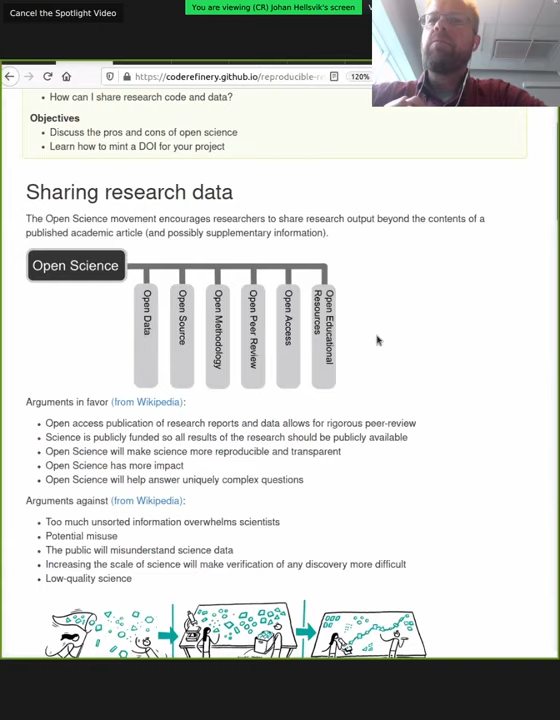 Cancel the Spotlight Video
You are viewing (CR) Johan Hellsvik's screen
https://coderefinery.github.io/reproducible-
120%
How can I share research code and data?
Objectives
Discuss the pros and cons of open science
Learn how to mint a DOI for your project
Sharing research data
The Open Science movement encourages researchers to share research output beyond the contents of a
published academic article (and possibly supplementary information).
Open Science
Open Data
Open Source
Open Methodology
Open Peer Review
Open Access
Open Educational
Resources
Arguments in favor (from Wikipedia):
Open access publication of research reports and data allows for rigorous peer-review
Science is publicly funded so all results of the research should be publicly available
Open Science will make science more reproducible and transparent
Open Science has more impact
Open Science will help answer uniquely complex questions
Arguments against (from Wikipedia):
Too much unsorted information overwhelms scientists
Potential misuse
The public will misunderstand science data
Increasing the scale of science will make verification of any discovery more difficult
Low-quality science